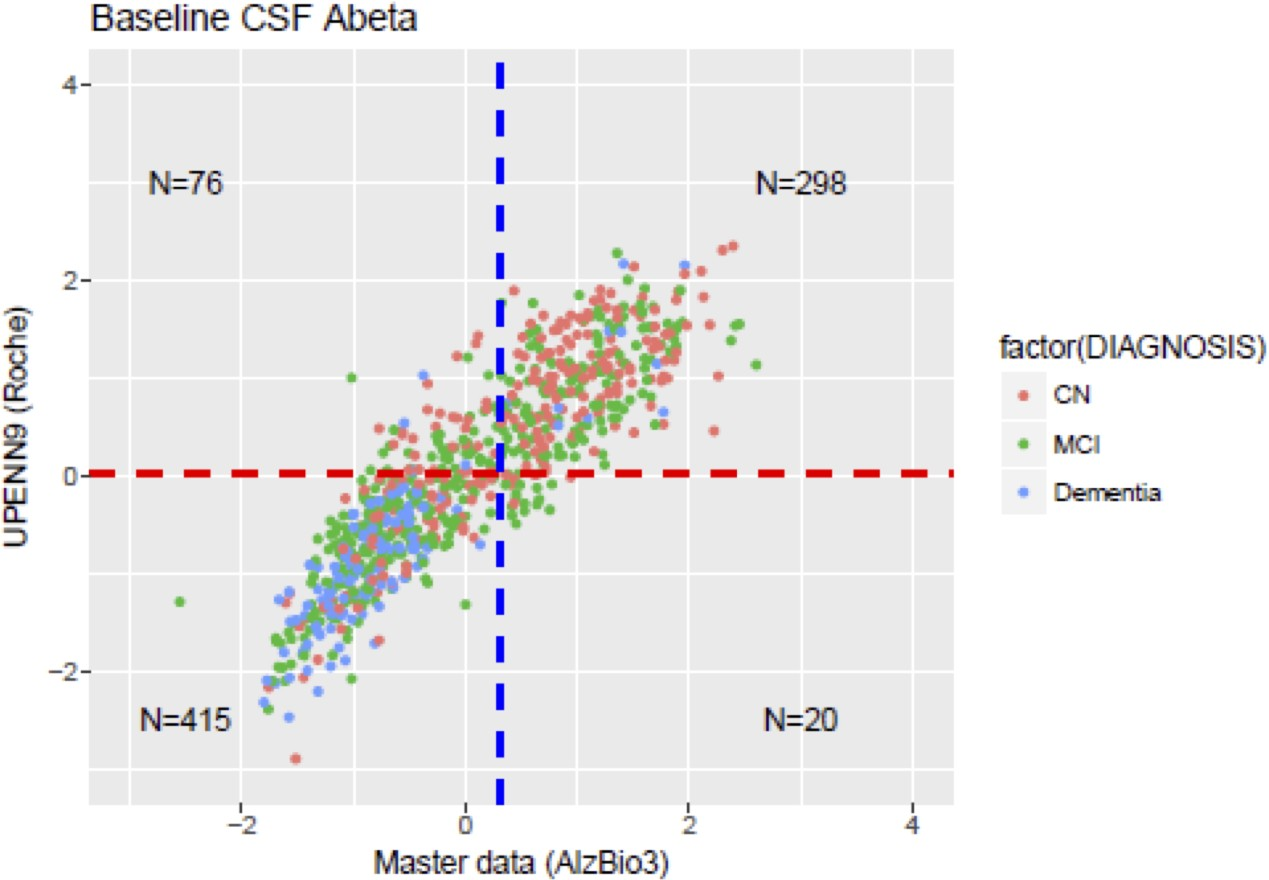 Baseline CSF Abeta
4
2
0
−2
UPENN9 (Roche)
N=76
N=298
N=415
N=20
−2
0
2
4
Master data (AlzBio3)
factor(DIAGNOSIS)
CN
MCI
Dementia